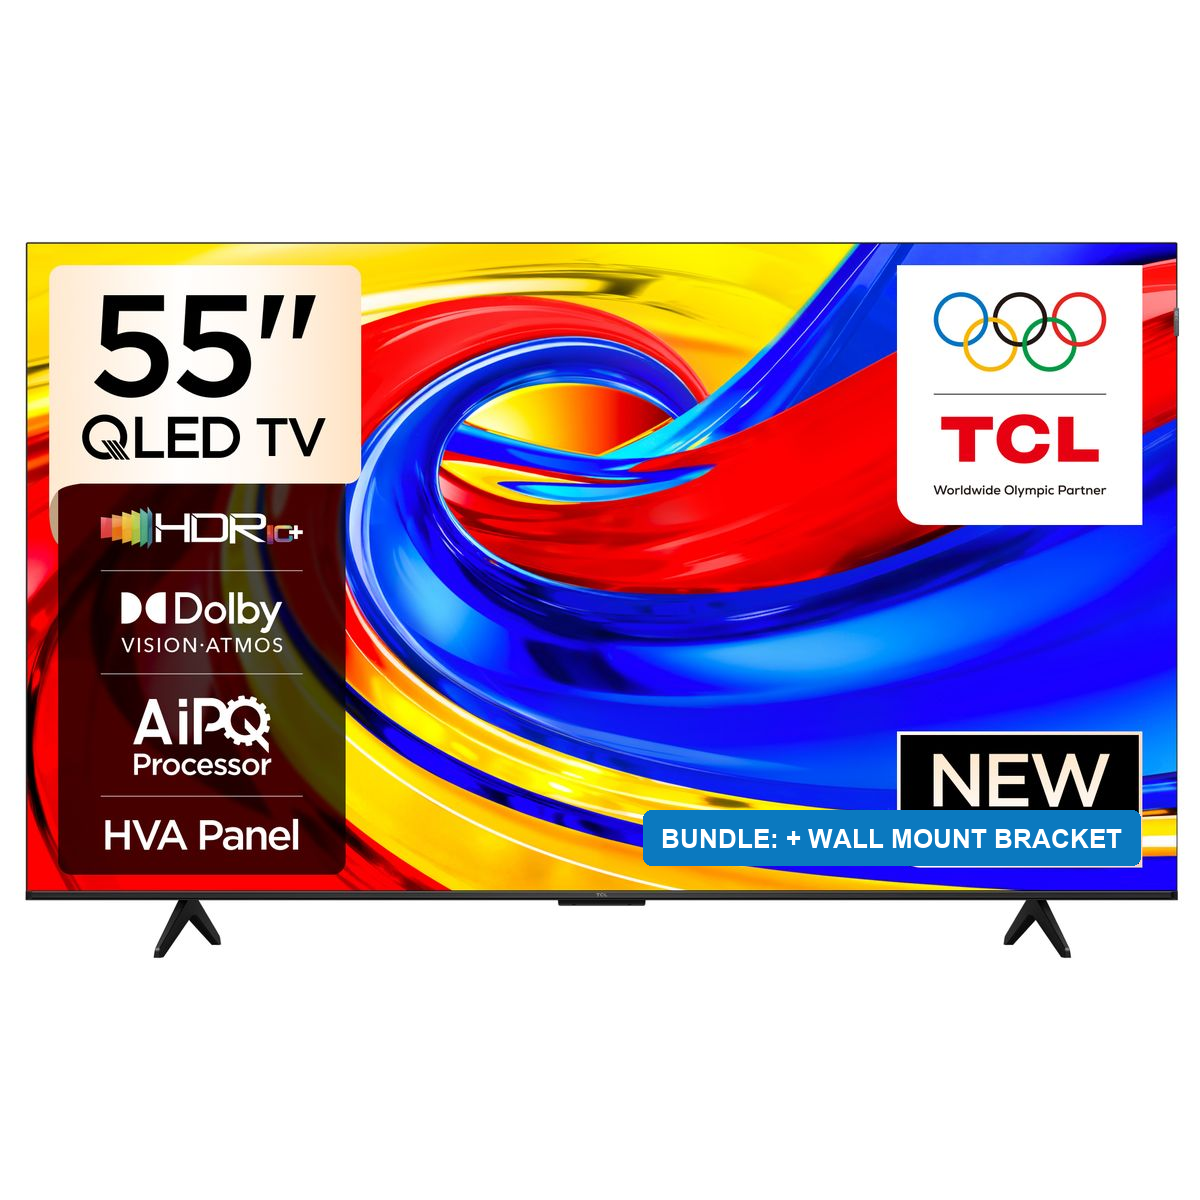 55"
QLED TV
HDR10+
Dolby
VISION·ATMOS
AiPQ
Processor
HVA Panel
TCL
Worldwide Olympic Partner
NEW
BUNDLE: + WALL MOUNT BRACKET
TCL